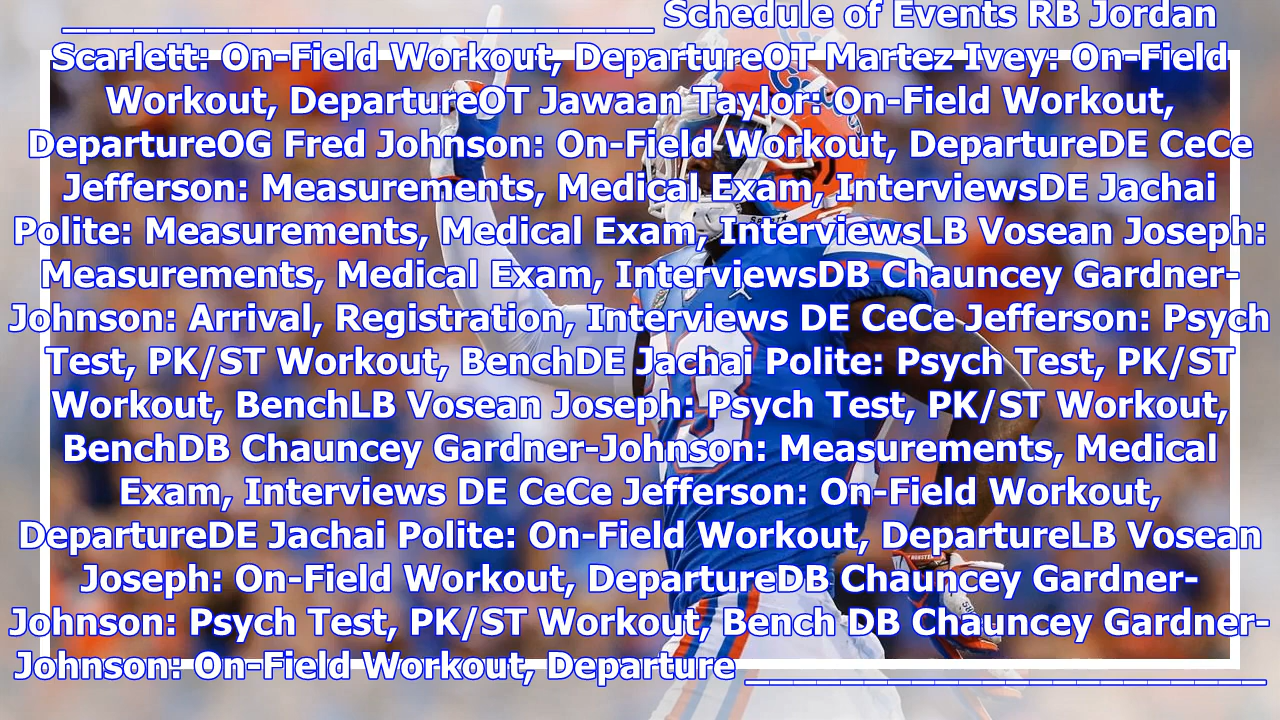 _________________________ Schedule of Events RB Jordan
Scarlett: On-Field Workout, DepartureOT Martez Ivey: On-Field
Workout, DepartureOT Jawaan Taylor: On-Field Workout,
DepartureOG Fred Johnson: On-Field Workout, DepartureDE CeCe
Jefferson: Measurements, Medical Exam, InterviewsDE Jachai
Polite: Measurements, Medical Exam, InterviewsLB Vosean Joseph:
Measurements, Medical Exam, InterviewsDB Chauncey Gardner-
Johnson: Arrival, Registration, Interviews DE CeCe Jefferson: Psych
Test, PK/ST Workout, BenchDE Jachai Polite: Psych Test, PK/ST
Workout, BenchLB Vosean Joseph: Psych Test, PK/ST Workout,
BenchDB Chauncey Gardner-Johnson: Measurements, Medical
Exam, Interviews DE CeCe Jefferson: On-Field Workout,
DepartureDE Jachai Polite: On-Field Workout, DepartureLB Vosean
Joseph: On-Field Workout, DepartureDB Chauncey Gardner-
Johnson: Psych Test, PK/ST Workout, Bench DB Chauncey Gardner-
Johnson: On-Field Workout, Departure ______________________